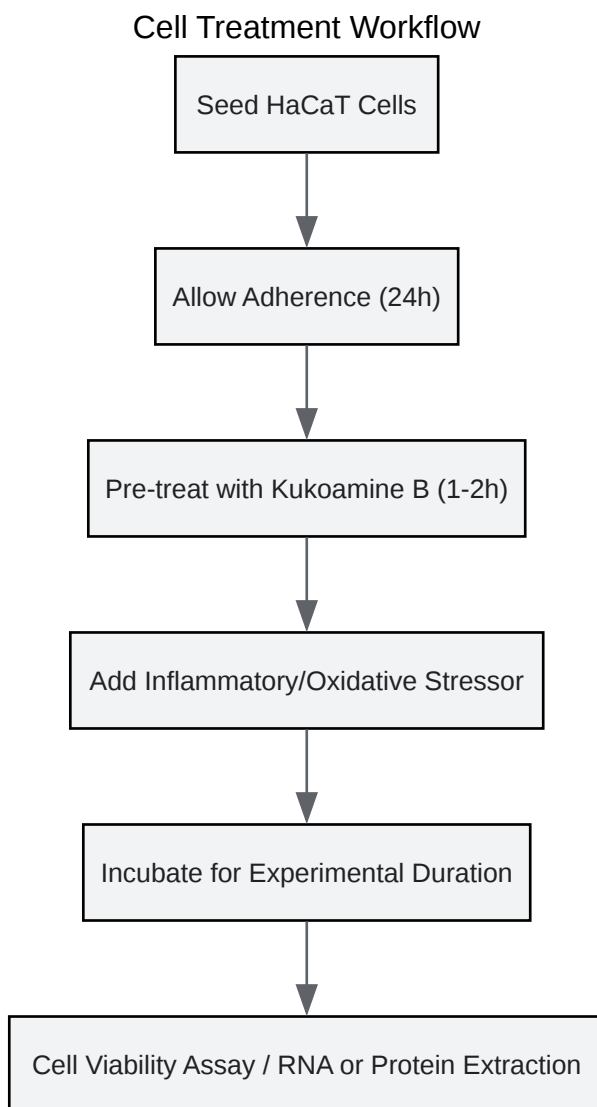 Cell Treatment Workflow
Seed HaCaT Cells
Allow Adherence (24h)
Pre-treat with Kukoamine B (1-2h)
Add Inflammatory/Oxidative Stressor
Incubate for Experimental Duration
Cell Viability Assay / RNA or Protein Extraction